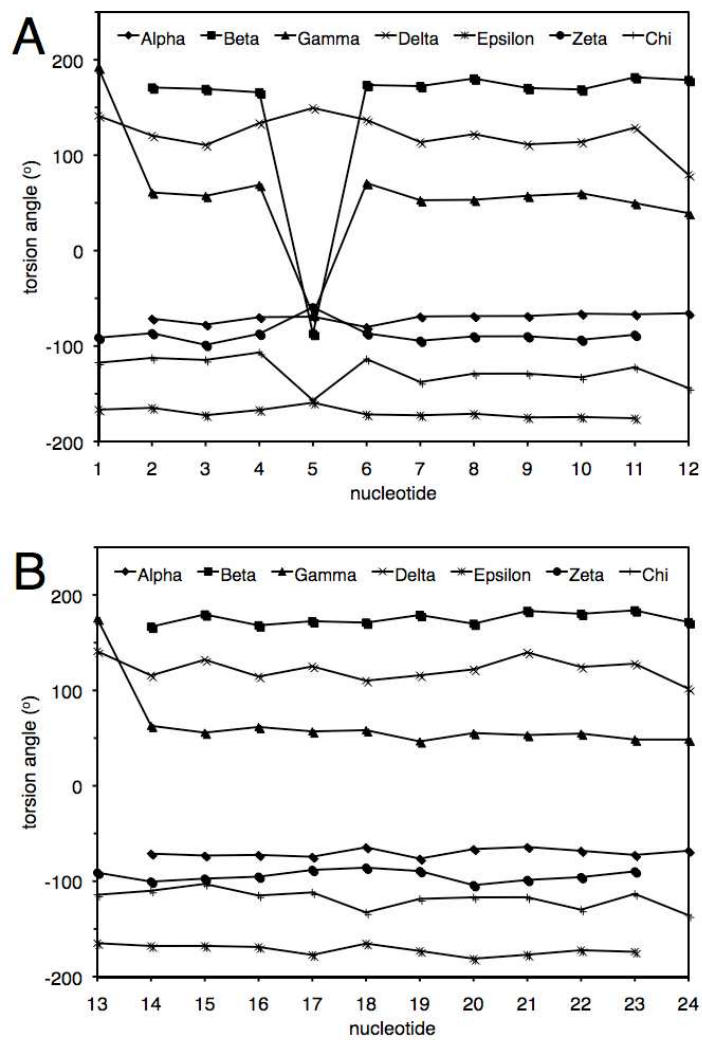 A
Alpha Beta Gamma Delta Epsilon Zeta Chi
200
100
0
-100
-200
torsion angle (º)
1 2 3 4 5 6 7 8 9 10 11 12
nucleotide
B
Alpha Beta Gamma Delta Epsilon Zeta Chi
200
100
0
-100
-200
torsion angle (º)
13 14 15 16 17 18 19 20 21 22 23 24
nucleotide